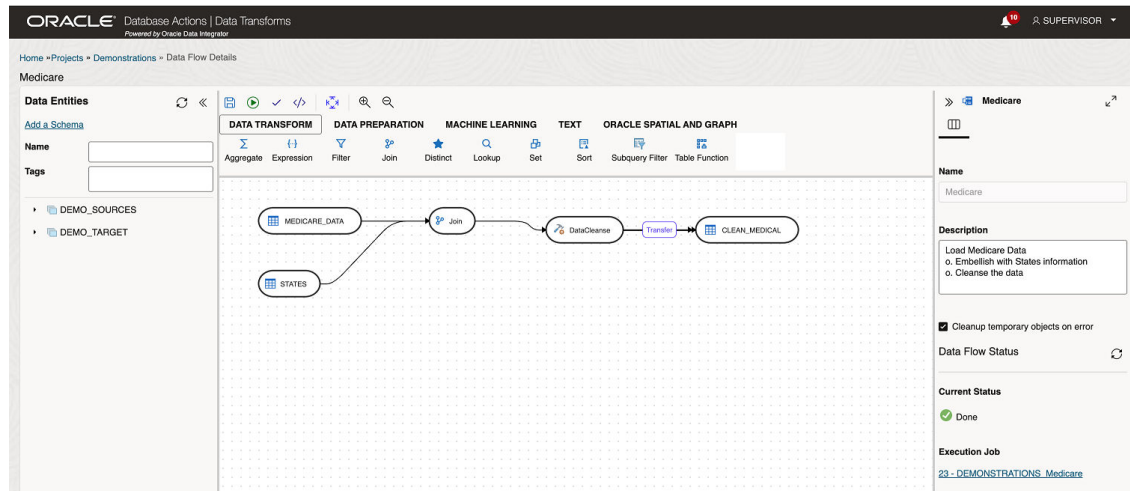 ORACLE Database Actions | Data Transforms
Powered by Oracle Data Integrator
10
SUPERVISOR
Home »Projects » Demonstrations » Data Flow Details
Medicare
Data Entities
Add a Schema
Name
Tags
DEMO_SOURCES
DEMO_TARGET
DATA TRANSFORM DATA PREPARATION MACHINE LEARNING TEXT ORACLE SPATIAL AND GRAPH
Aggregate Expression Filter Join Distinct Lookup Set Sort Subquery Filter Table Function
MEDICARE_DATA
Join
DataCleanse
Transfer
CLEAN_MEDICAL
STATES
Medicare
Name
Medicare
Description
Load Medicare Data
o. Embellish with States information
o. Cleanse the data
Cleanup temporary objects on error
Data Flow Status
Current Status
Done
Execution Job
23 - DEMONSTRATIONS_Medicare